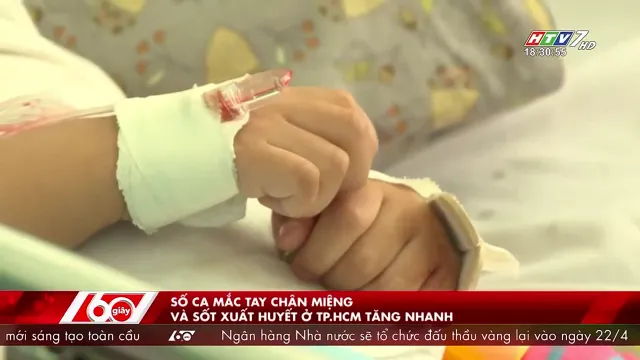 HTV7 HD
18:30:55
60 giây
SỐ CA MẮC TAY CHÂN MIỆNG
VÀ SỐT XUẤT HUYẾT Ở TP.HCM TĂNG NHANH
mới sáng tạo toàn cầu 60 Ngân hàng Nhà nước sẽ tổ chức đấu thầu vàng lại vào ngày 22/4